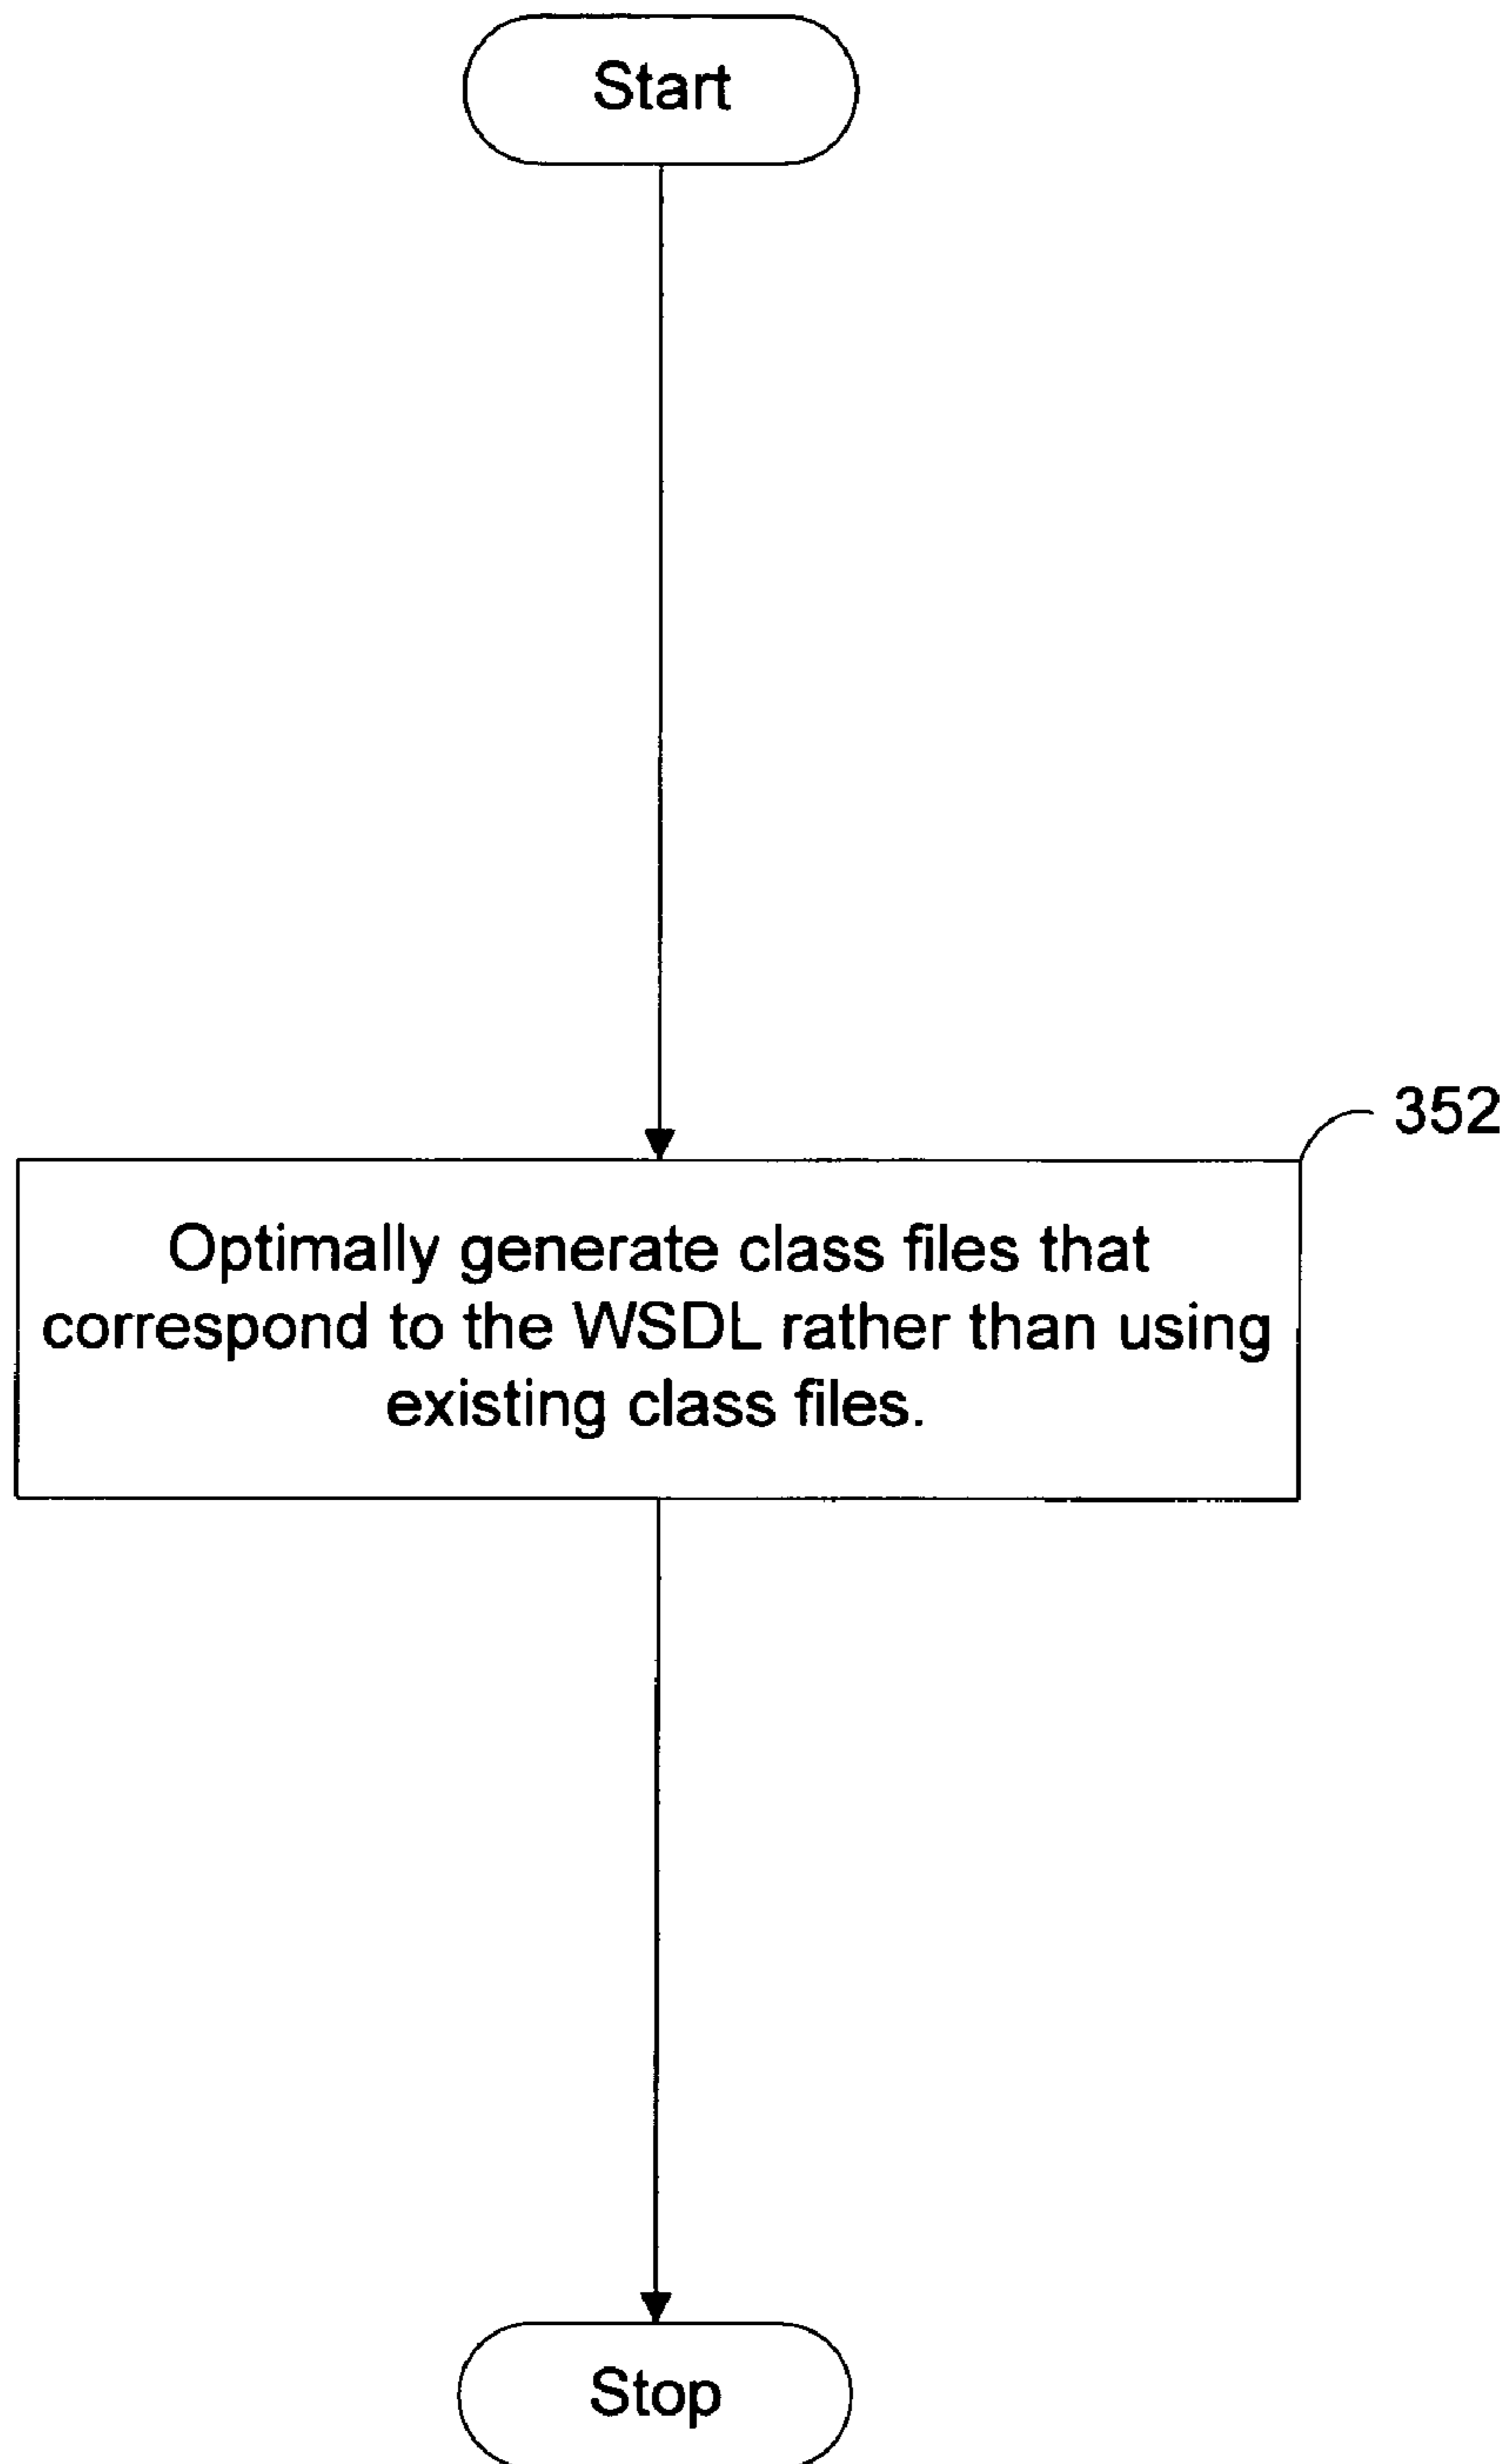 Start
352
Optimally generate class files that
correspond to the WSDL rather than using
existing class files.
Stop